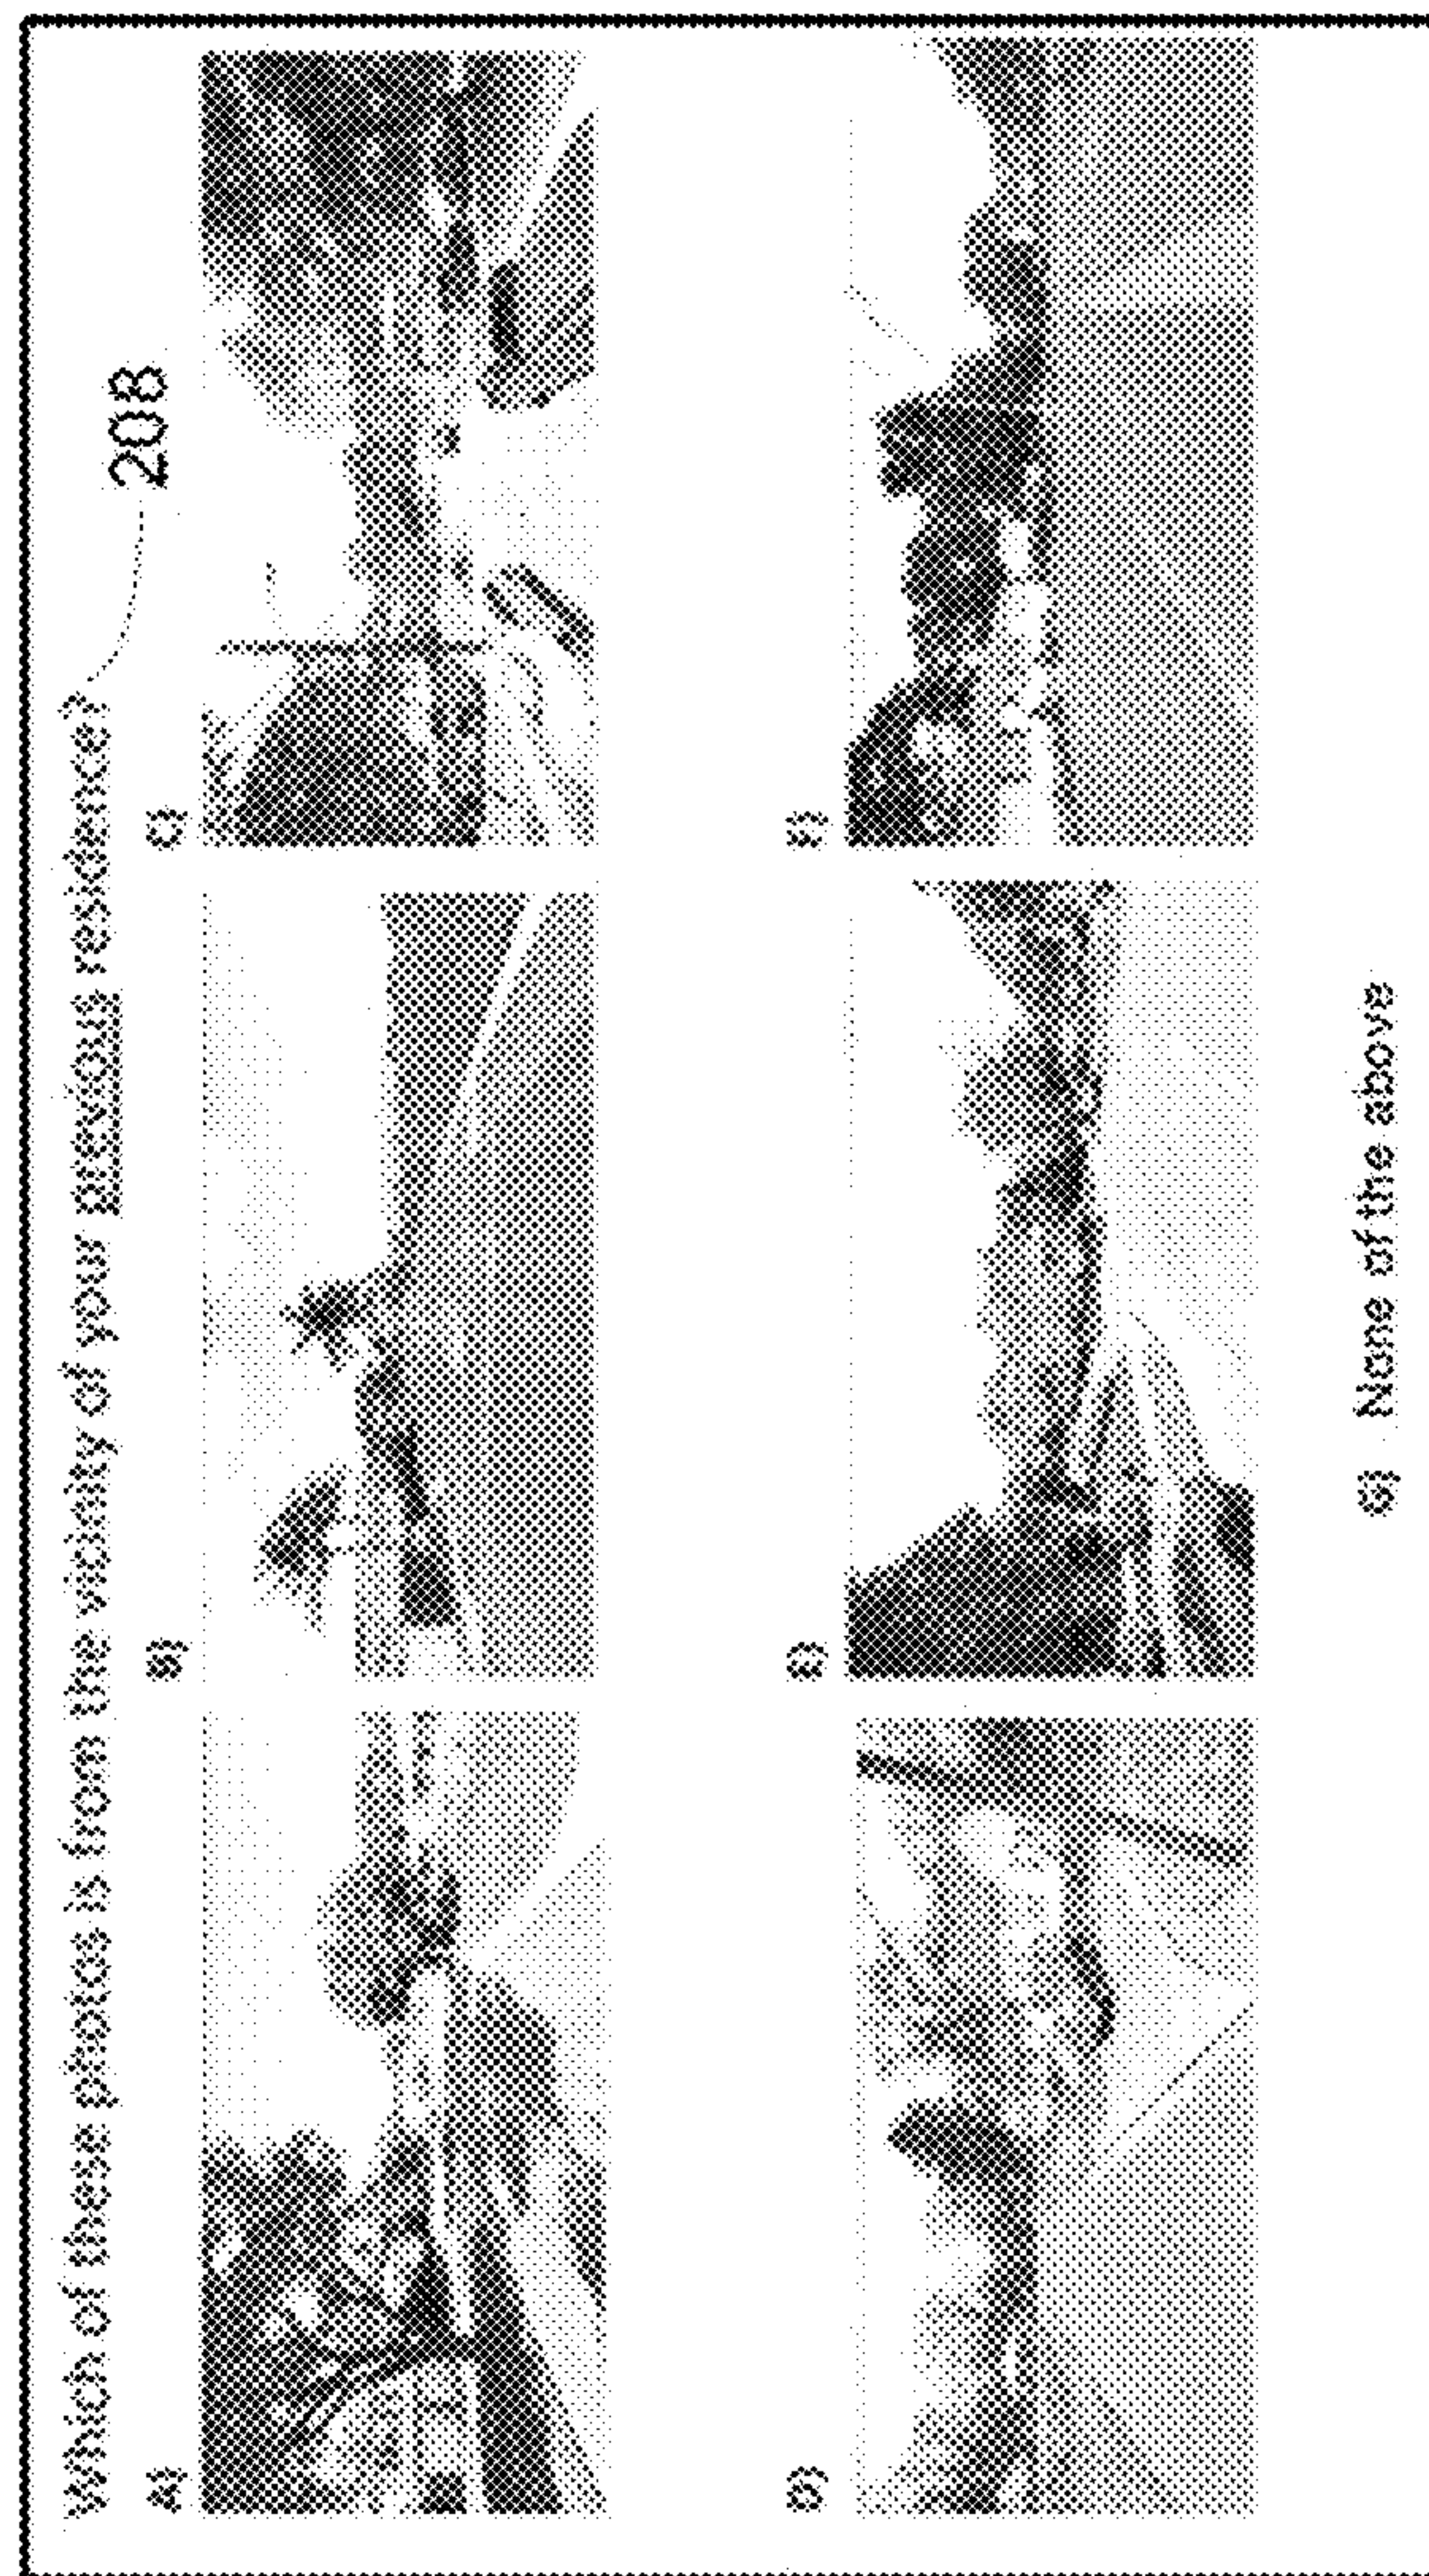 Which of these photos is from the vicinity of your previous residence?
208
A)
B)
C)
D)
E)
F)
G) None of the above